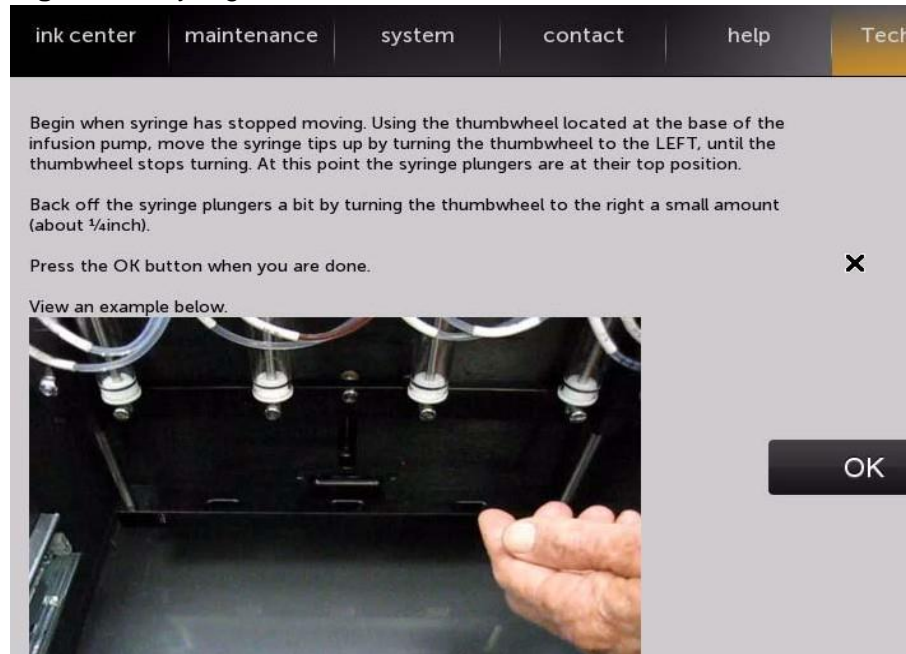 ink center maintenance system contact help Tech
Begin when syringe has stopped moving. Using the thumbwheel located at the base of the
infusion pump, move the syringe tips up by turning the thumbwheel to the LEFT, until the
thumbwheel stops turning. At this point the syringe plungers are at their top position.
Back off the syringe plungers a bit by turning the thumbwheel to the right a small amount
(about ¼inch).
Press the OK button when you are done.
View an example below.
OK